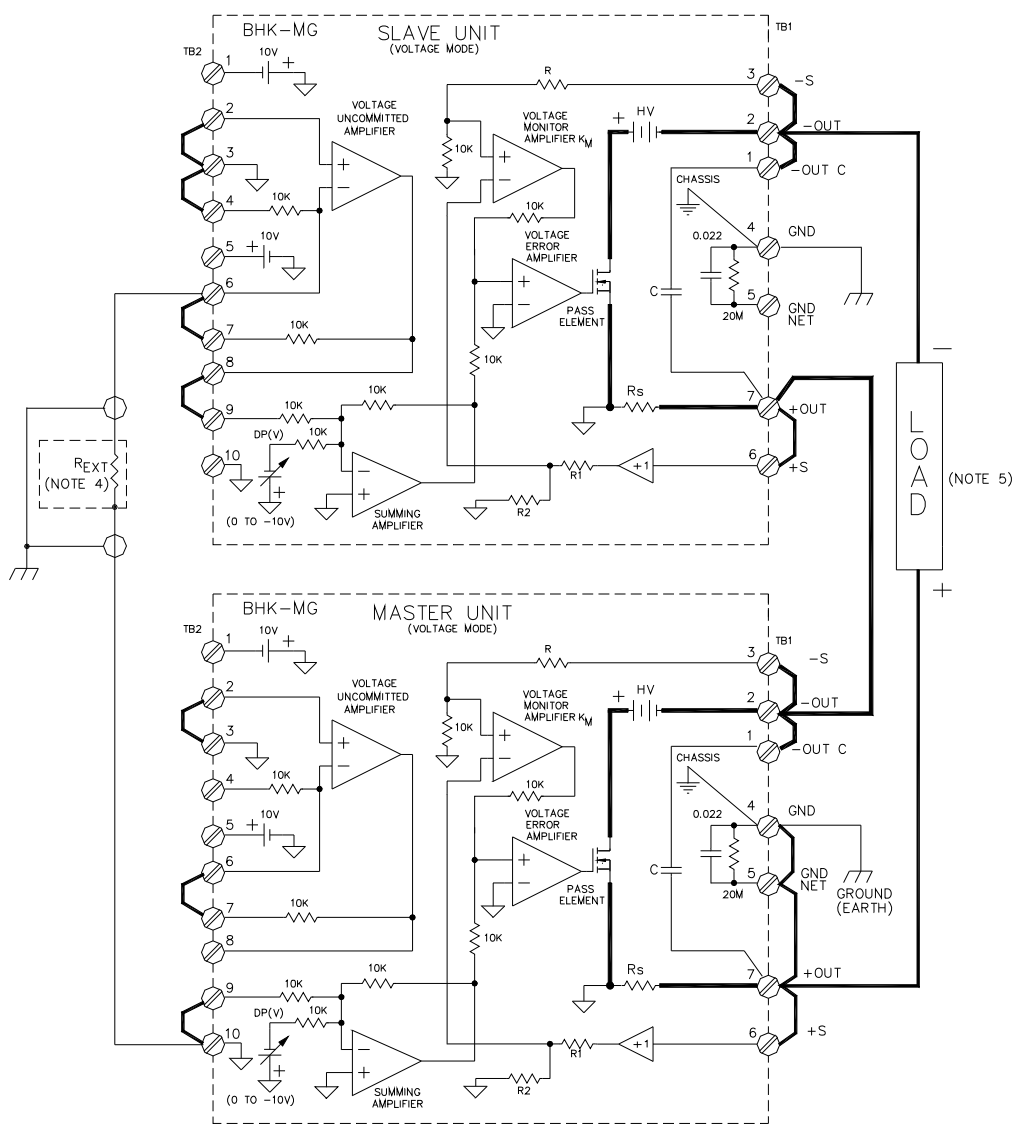 BHK-MG
SLAVE UNIT
(VOLTAGE MODE)
TB1
TB2
1
10V
+
2
VOLTAGE
UNCOMMITTED
AMPLIFIER
+
−
3
4
10K
5
+
10V
6
7
10K
8
9
10K
10K
DP(V)
10K
10
+
(0 TO -10V)
−
+
SUMMING
AMPLIFIER
R
10K
VOLTAGE
MONITOR
AMPLIFIER KM
+
−
10K
VOLTAGE
ERROR
AMPLIFIER
+
−
10K
PASS
ELEMENT
+
HV
3
-S
2
-OUT
1
-OUT C
CHASSIS
4
GND
0.022
5
GND
NET
20M
C
Rs
7
+OUT
6
+S
+1
R1
R2
REXT
(NOTE 4)
−
LOAD
(NOTE 5)
+
BHK-MG
MASTER UNIT
(VOLTAGE MODE)
TB1
TB2
1
10V
+
2
VOLTAGE
UNCOMMITTED
AMPLIFIER
+
−
3
4
10K
5
+
10V
6
7
10K
8
9
10K
10K
DP(V)
10K
10
+
(0 TO -10V)
−
+
SUMMING
AMPLIFIER
R
10K
VOLTAGE
MONITOR
AMPLIFIER KM
+
−
10K
VOLTAGE
ERROR
AMPLIFIER
+
−
10K
PASS
ELEMENT
+
HV
3
-S
2
-OUT
1
-OUT C
CHASSIS
4
GND
0.022
5
GND
NET
20M
GROUND
(EARTH)
C
Rs
7
+OUT
6
+S
+1
R1
R2